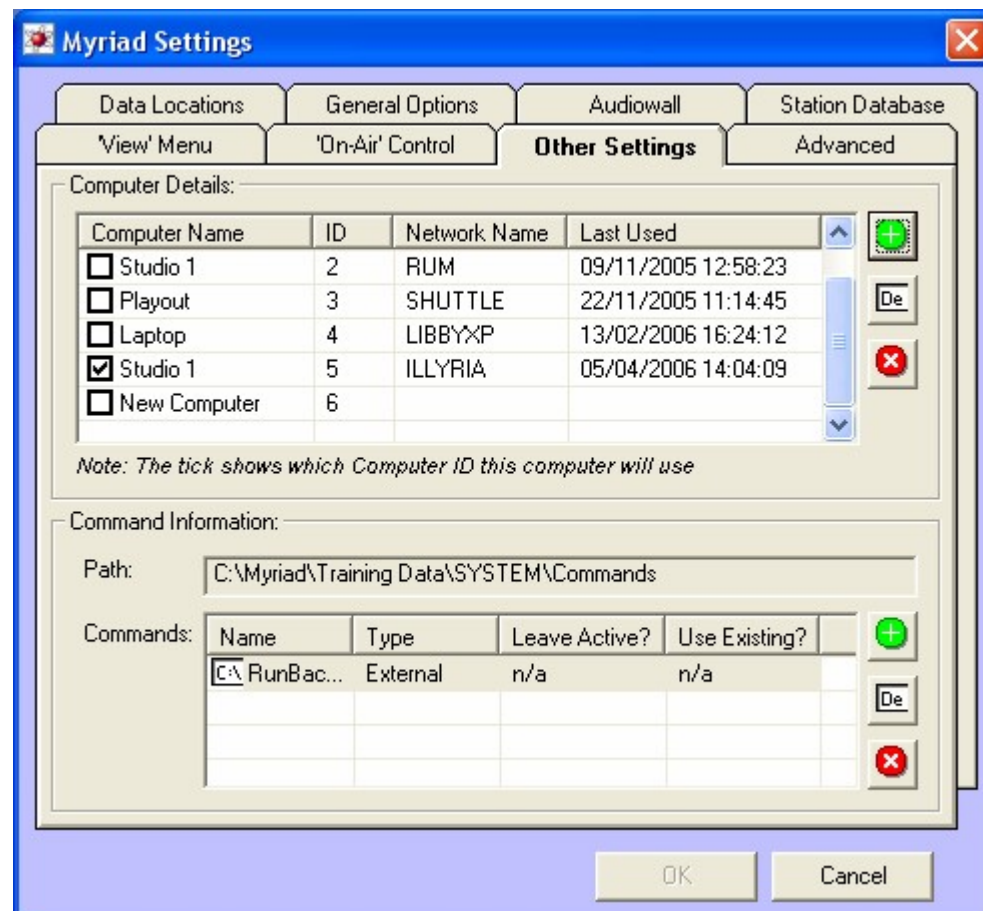 Myriad Settings
Data Locations General Options Audiowall Station Database
'View' Menu 'On-Air' Control Other Settings Advanced
Computer Details:
Computer Name ID Network Name Last Used
Studio 1 2 RUM 09/11/2005 12:58:23
Playout 3 SHUTTLE 22/11/2005 11:14:45
De
Laptop 4 LIBBYXP 13/02/2006 16:24:12
Studio 1 5 ILLYRIA 05/04/2006 14:04:09
New Computer 6
Note: The tick shows which Computer ID this computer will use
Command Information:
Path: C:\Myriad\Training Data\SYSTEM\Commands
Commands: Name Type Leave Active? Use Existing?
C:\ RunBac... External n/a n/a
De
OK Cancel